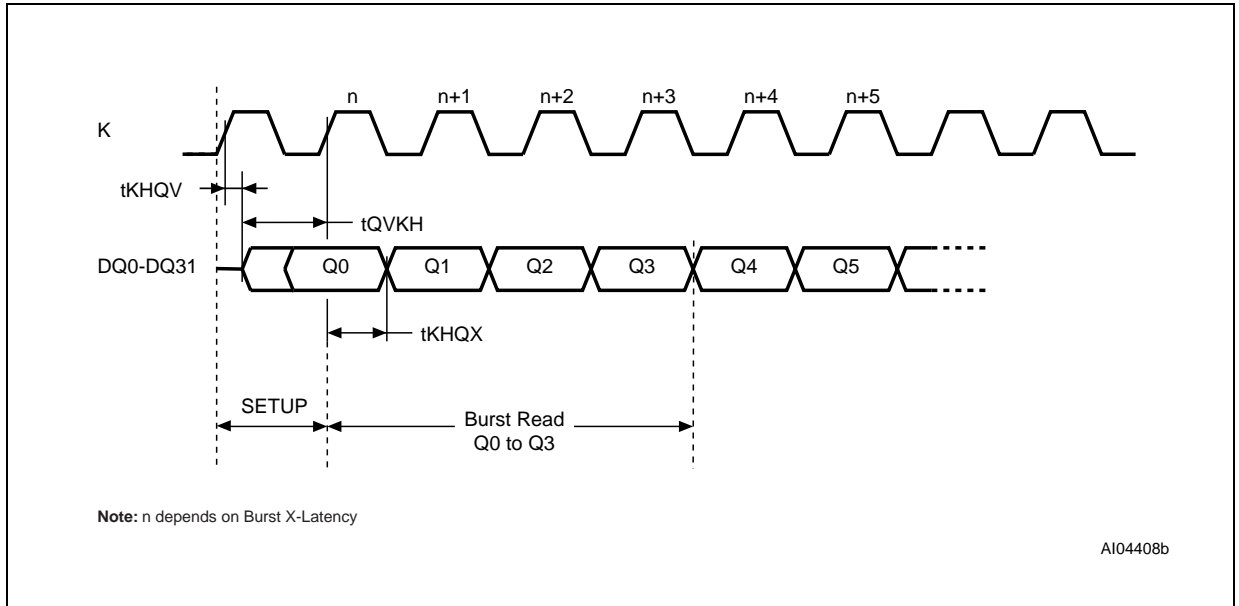 n n+1 n+2 n+3 n+4 n+5
K
tKHQV
tQVKH
DQ0-DQ31 Q0 Q1 Q2 Q3 Q4 Q5
tKHQX
SETUP
Burst Read
Q0 to Q3
Note: n depends on Burst X-Latency
AI04408b